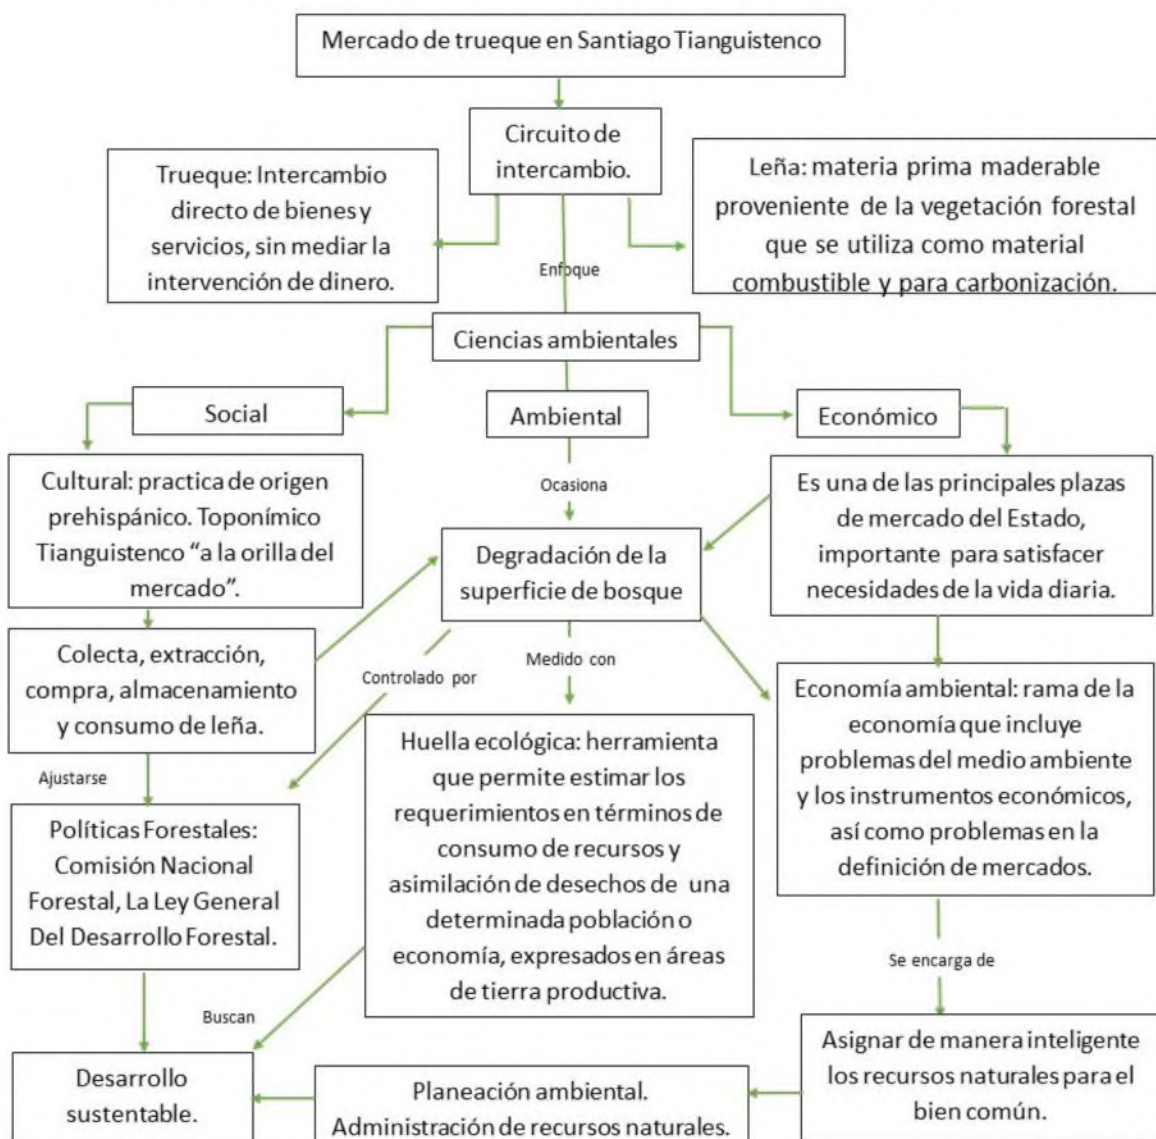 Mercado de trueque en Santiago Tianguistenco
Circuito de
intercambio.
Trueque: Intercambio
directo de bienes y
servicios, sin mediar la
intervención de dinero.
Leña: materia prima maderable
proveniente de la vegetación forestal
que se utiliza como material
combustible y para carbonización.
Enfoque
Ciencias ambientales
Social
Ambiental
Económico
Cultural: practica de origen
prehispánico. Toponímico
Tianguistenco “a la orilla del
mercado”.
Ocasiona
Es una de las principales plazas
de mercado del Estado,
importante para satisfacer
necesidades de la vida diaria.
Degradación de la
superficie de bosque
Colecta, extracción,
compra, almacenamiento
y consumo de leña.
Controlado por
Medido con
Economía ambiental: rama de la
economía que incluye
problemas del medio ambiente
y los instrumentos económicos,
así como problemas en la
definición de mercados.
Ajustarse
Huella ecológica: herramienta
que permite estimar los
requerimientos en términos de
consumo de recursos y
asimilación de desechos de una
determinada población o
economía, expresados en áreas
de tierra productiva.
Políticas Forestales:
Comisión Nacional
Forestal, La Ley General
Del Desarrollo Forestal.
Se encarga de
Buscan
Asignar de manera inteligente
los recursos naturales para el
bien común.
Planeación ambiental.
Administración de recursos naturales.
Desarrollo
sustentable.